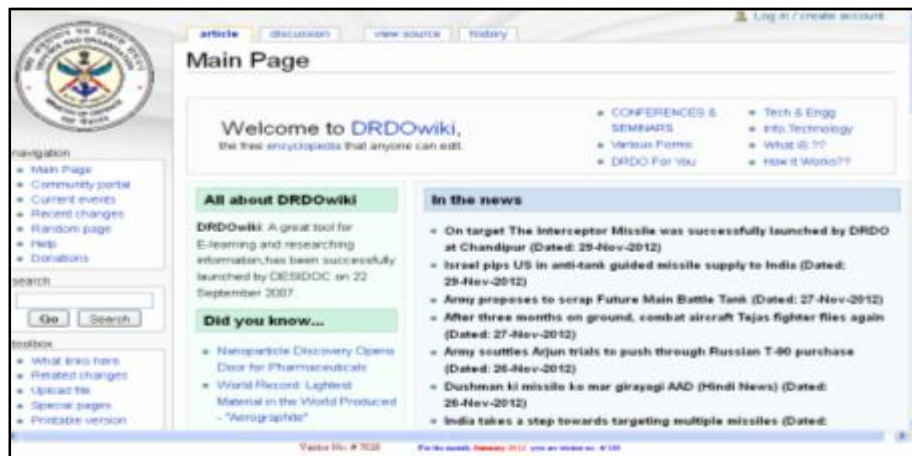 Log in / create account
article discussion view source history
Main Page
Welcome to DRDOwiki,
the free encyclopedia that anyone can edit.
CONFERENCES &
SEMINARS
Various Forms
DRDO For You
Tech & Engg
Info Technology
What IS ??
How it Works??
navigation
Main Page
Community portal
Current events
Recent changes
Random page
Help
Donations
search
Go Search
toolbox
What links here
Related changes
Upload file
Special pages
Printable version
All about DRDOwiki
DRDOwiki: A great tool for
E-learning and researching
information,has been successfully
launched by DESIDOC on 22
September 2007.
Did you know...
Nanoparticle Discovery Opens
Door for Pharmaceuticals
World Record: Lightest
Material in the World Produced
- "Aerographite"
In the news
On target The Interceptor Missile was successfully launched by DRDO
at Chandipur (Dated: 29-Nov-2012)
Israel pips US in anti-tank guided missile supply to India (Dated:
29-Nov-2012)
Army proposes to scrap Future Main Battle Tank (Dated: 27-Nov-2012)
After three months on ground, combat aircraft Tejas fighter flies again
(Dated: 27-Nov-2012)
Army scuttles Arjun trials to push through Russian T-90 purchase
(Dated: 26-Nov-2012)
Dushman ki missile ko mar girayagi AAD (Hindi News) (Dated:
26-Nov-2012)
India takes a step towards targeting multiple missiles (Dated:
Visitor No. #
For the month you are visitor no.